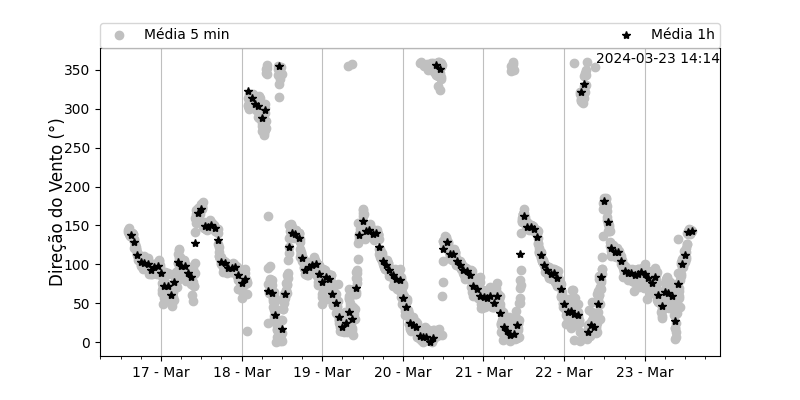 Média 5 min
Média 1h
2024-03-23 14:14
Direção do Vento (°)
350
300
250
200
150
100
50
0
17 - Mar
18 - Mar
19 - Mar
20 - Mar
21 - Mar
22 - Mar
23 - Mar